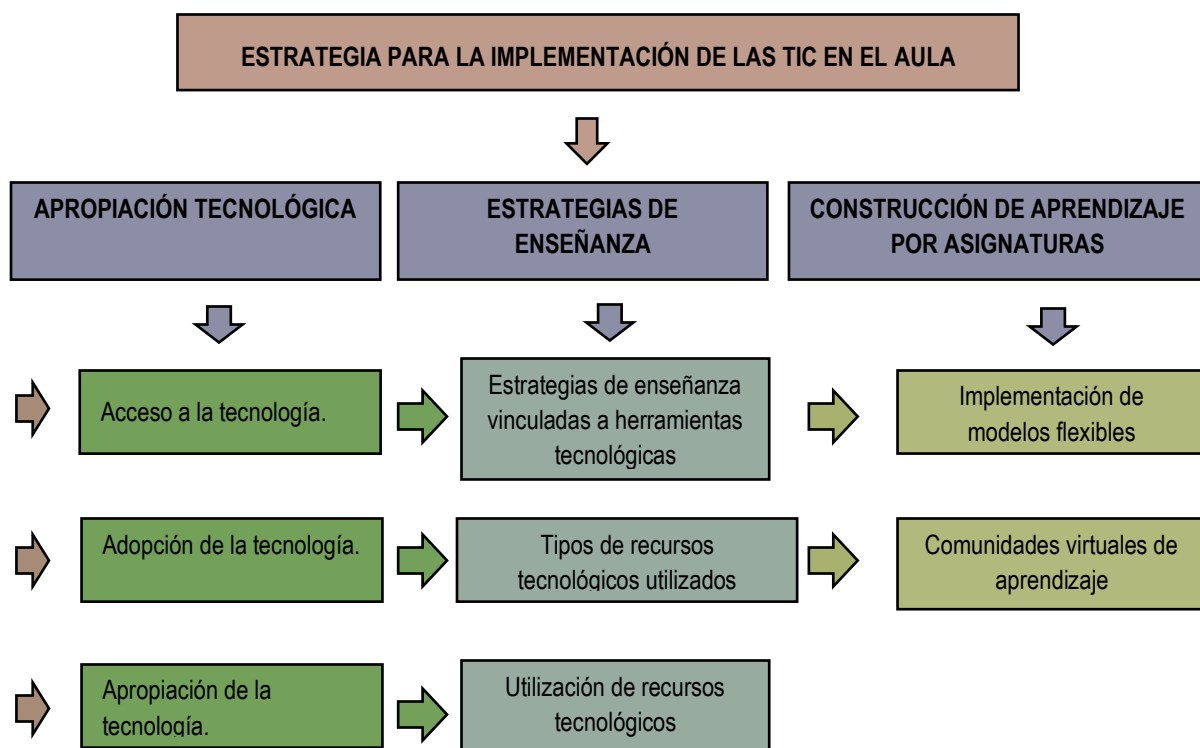 ESTRATEGIA PARA LA IMPLEMENTACIÓN DE LAS TIC EN EL AULA
APROPIACIÓN TECNOLÓGICA
ESTRATEGIAS DE
ENSEÑANZA
CONSTRUCCIÓN DE APRENDIZAJE
POR ASIGNATURAS
Acceso a la tecnología.
Estrategias de enseñanza
vinculadas a herramientas
tecnológicas
Implementación de
modelos flexibles
Adopción de la tecnología.
Tipos de recursos
tecnológicos utilizados
Comunidades virtuales de
aprendizaje
Apropiación de la
tecnología.
Utilización de recursos
tecnológicos